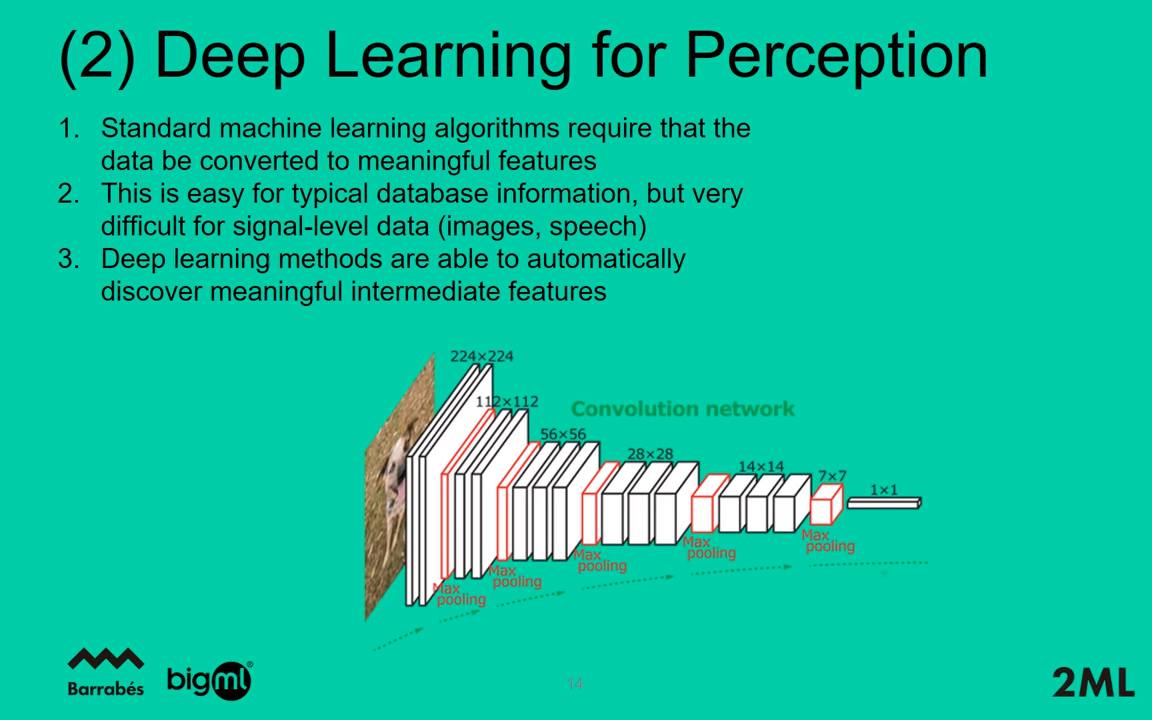 (2) Deep Learning for Perception
1. Standard machine learning algorithms require that the
data be converted to meaningful features
2. This is easy for typical database information, but very
difficult for signal-level data (images, speech)
3. Deep learning methods are able to automatically
discover meaningful intermediate features
224×224
112×112
Convolution network
56×56
28×28
14×14
7×7
1×1
Max
pooling
Max
pooling
Max
pooling
Max
pooling
Max
pooling
Barrabés
bigml®
14
2ML